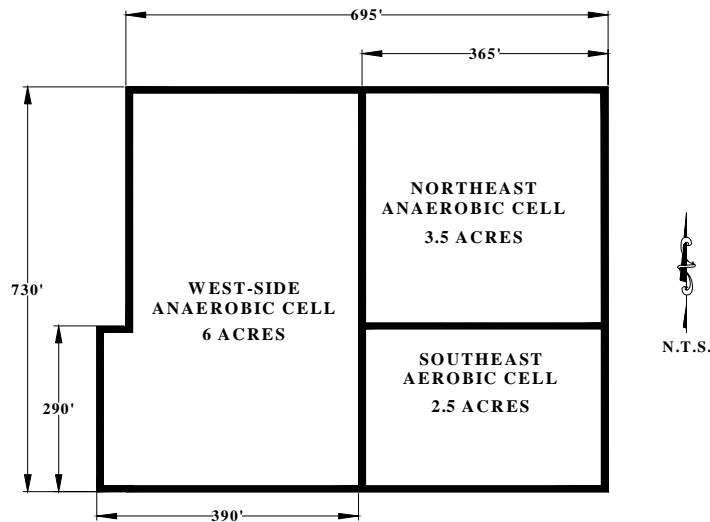 695'
365'
NORTHEAST
ANAEROBIC CELL
3.5 ACRES
730'
WEST-SIDE
ANAEROBIC CELL
6 ACRES
N.T.S.
SOUTHEAST
AEROBIC CELL
2.5 ACRES
290'
390'